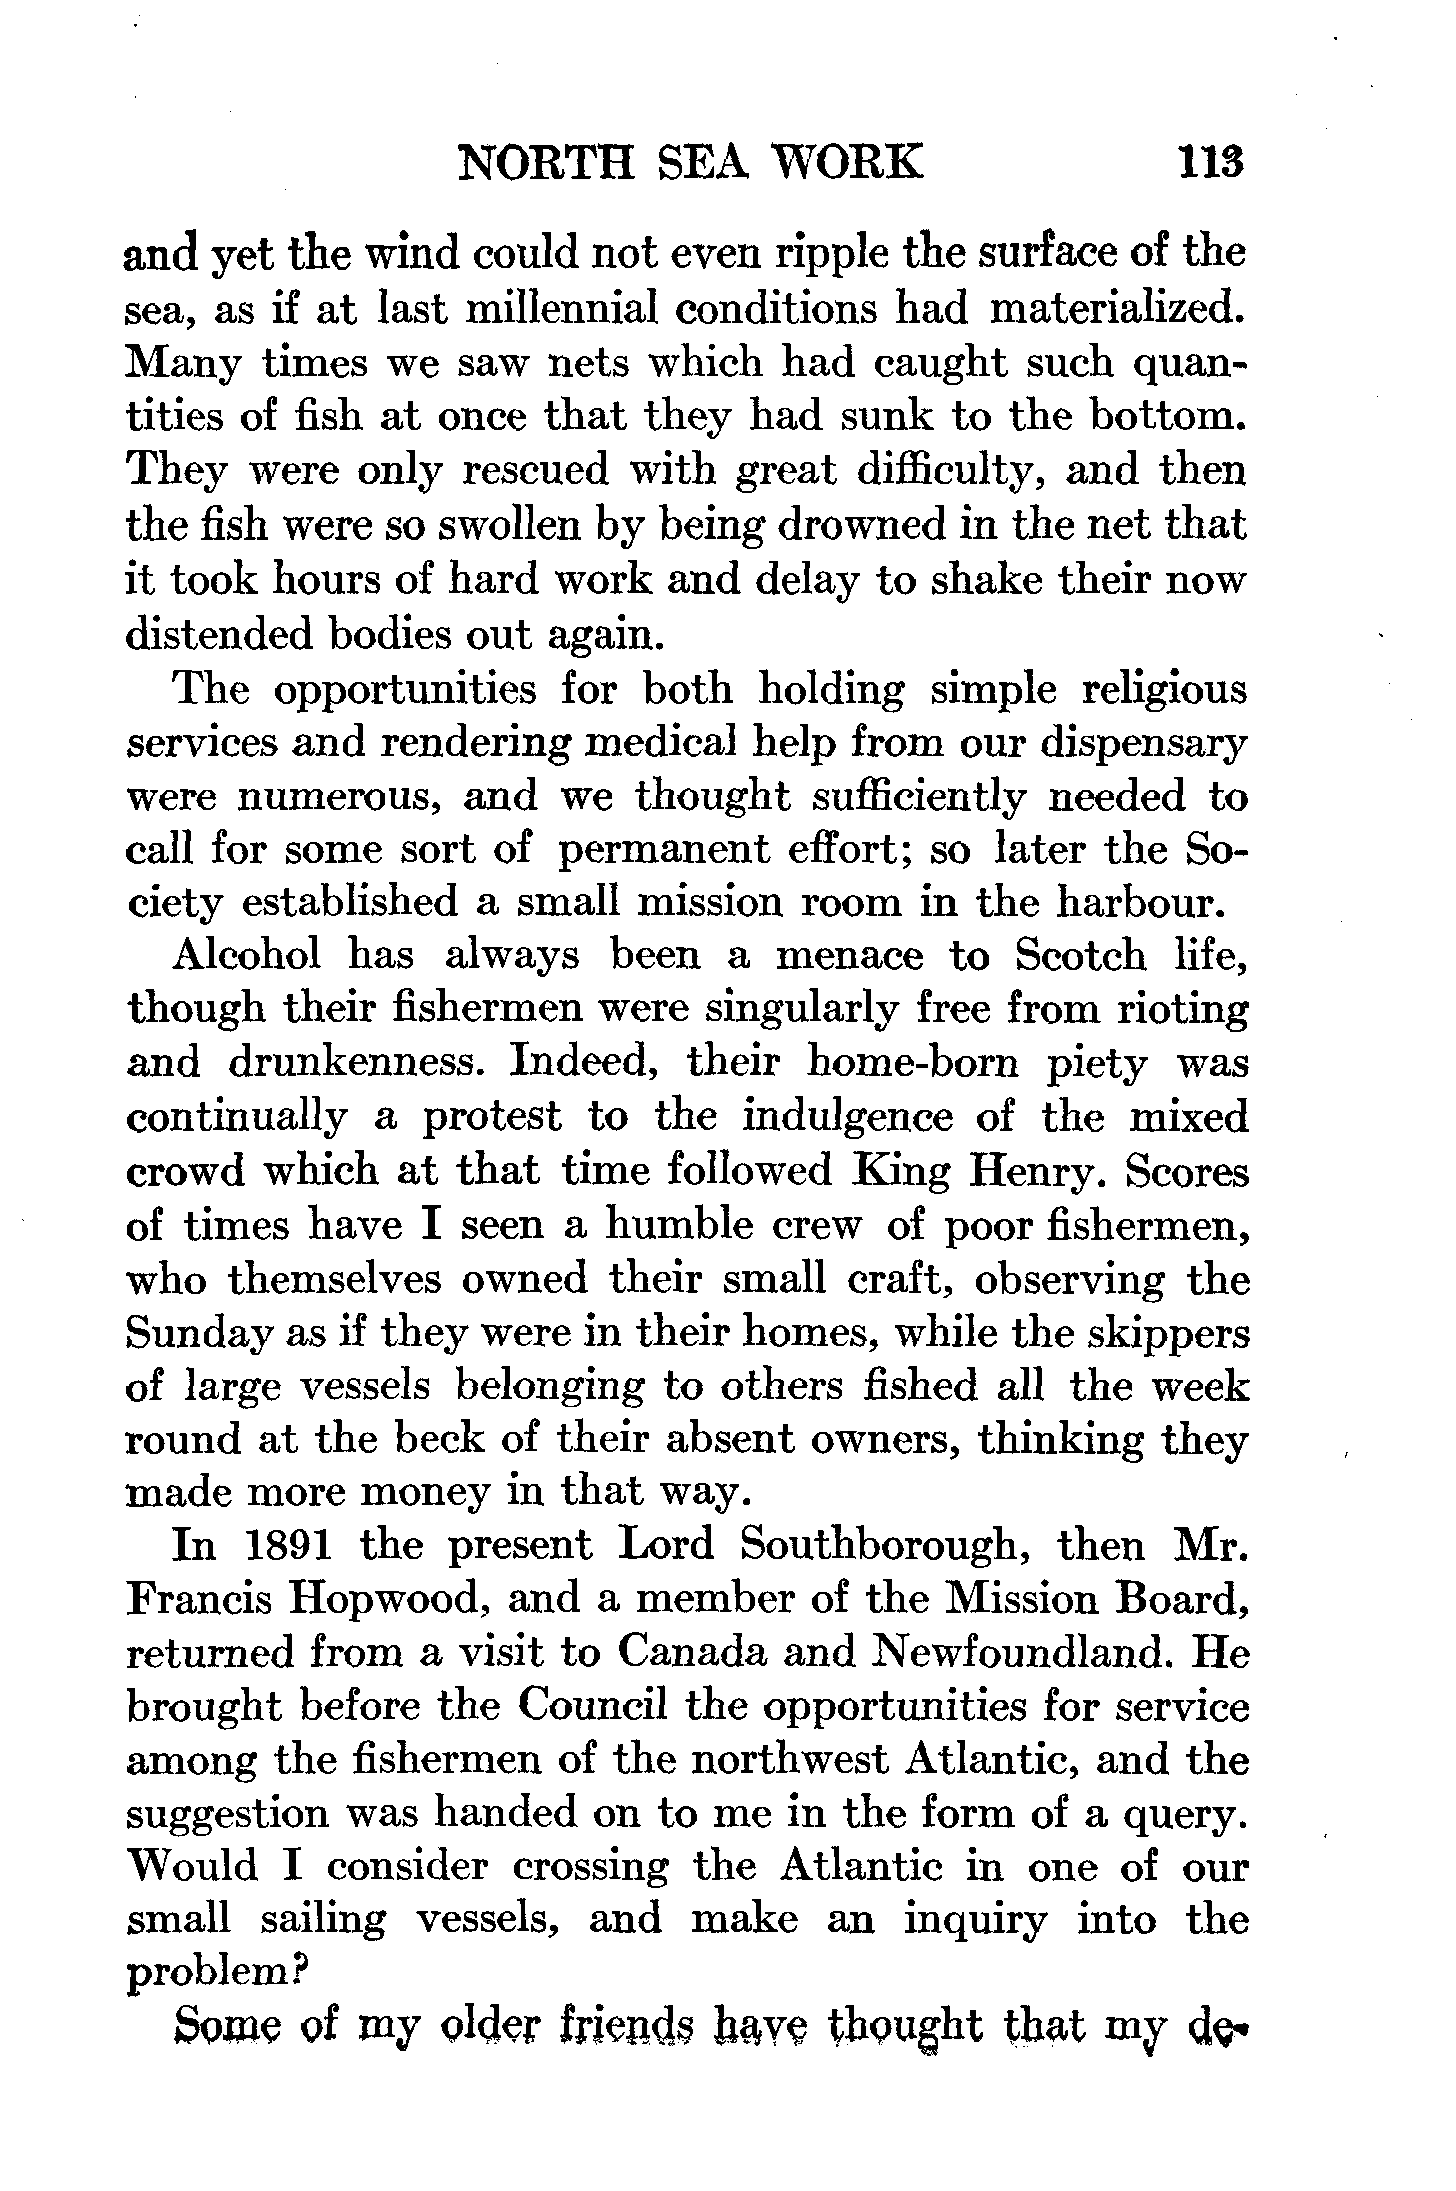 NORTH SEA WORK 113
and yet the wind could not even ripple the surface of the
sea, as if at last millennial conditions had materialized.
Many times we saw nets which had caught such quan-
tities of fish at once that they had sunk to the bottom.
They were only rescued with great difficulty, and then
the fish were so swollen by being drowned in the net that
it took hours of hard work and delay to shake their now
distended bodies out again.
The opportunities for both holding simple religious
services and rendering medical help from our dispensary
were numerous, and we thought sufficiently needed to
call for some sort of permanent effort; so later the So-
ciety established a small mission room in the harbour.
Alcohol has always been a menace to Scotch life,
though their fishermen were singularly free from rioting
and drunkenness. Indeed, their home-born piety was
continually a protest to the indulgence of the mixed
crowd which at that time followed King Henry. Scores
of times have I seen a humble crew of poor fishermen,
who themselves owned their small craft, observing the
Sunday as if they were in their homes, while the skippers
of large vessels belonging to others fished all the week
round at the beck of their absent owners, thinking they
made more money in that way.
In 1891 the present Lord Southborough, then Mr.
Francis Hopwood, and a member of the Mission Board,
returned from a visit to Canada and Newfoundland. He
brought before the Council the opportunities for service
among the fishermen of the northwest Atlantic, and the
suggestion was handed on to me in the form of a query.
Would I consider crossing the Atlantic in one of our
small sailing vessels, and make an inquiry into the
problem?
Some of my older friends have thought that my de-